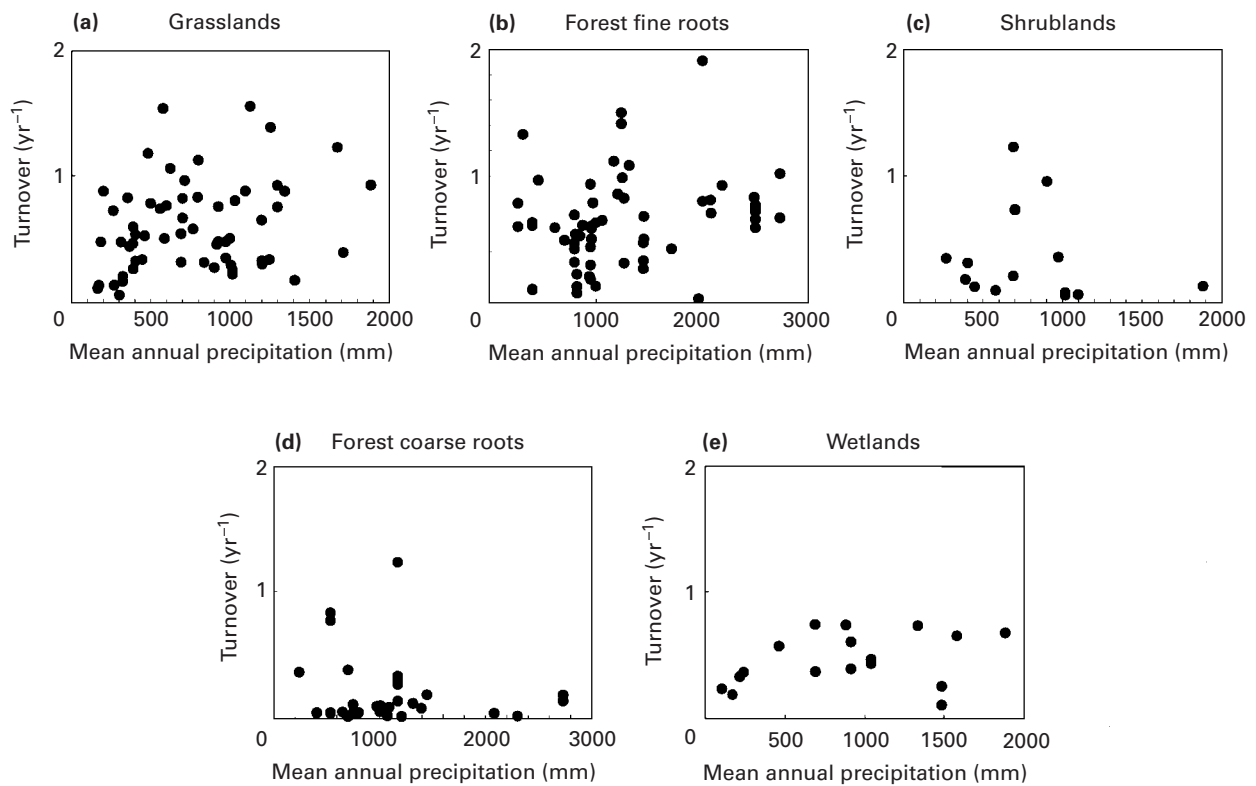 (a) Grasslands
2
1
Turnover (yr−1)
0 500 1000 1500 2000
Mean annual precipitation (mm)
(b) Forest fine roots
2
1
Turnover (yr−1)
0 1000 2000 3000
Mean annual precipitation (mm)
(c) Shrublands
2
1
Turnover (yr−1)
0 500 1000 1500 2000
Mean annual precipitation (mm)
(d) Forest coarse roots
2
1
Turnover (yr−1)
0 1000 2000 3000
Mean annual precipitation (mm)
(e) Wetlands
2
1
Turnover (yr−1)
0 500 1000 1500 2000
Mean annual precipitation (mm)